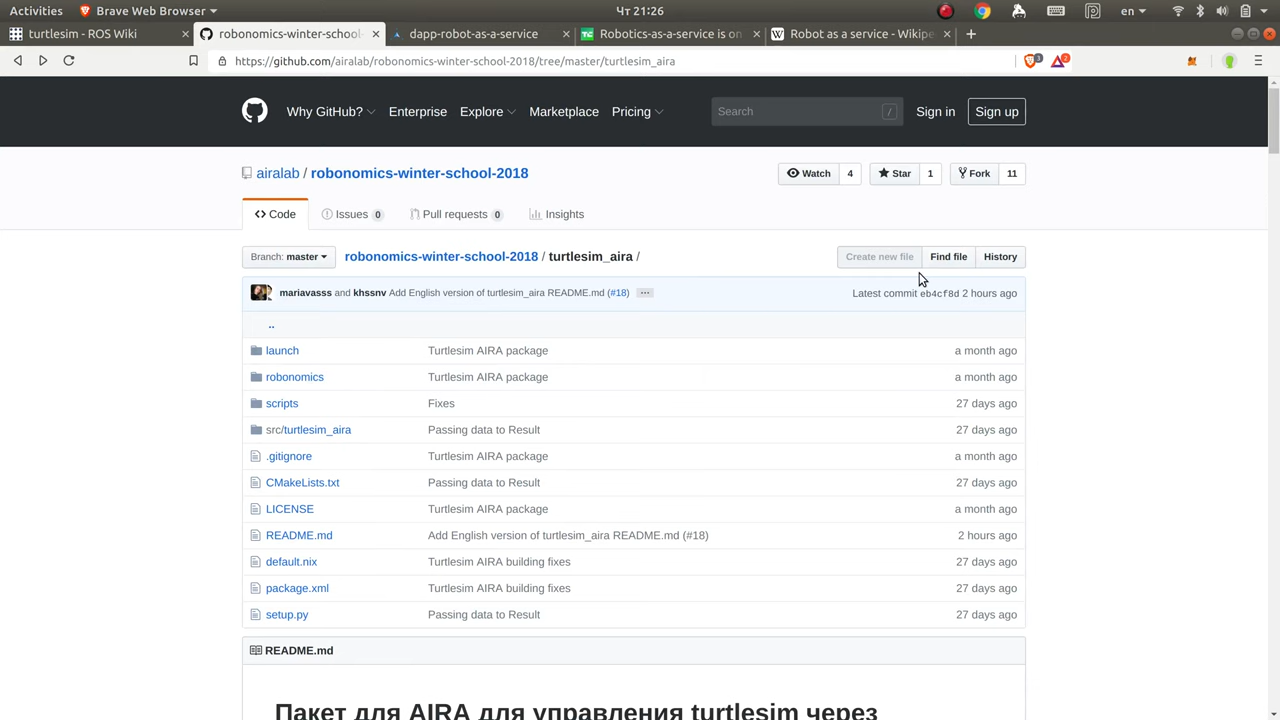 Activities Brave Web Browser Чт 21:26 en
turtlesim - ROS Wiki × robonomics-winter-school- × dapp-robot-as-a-service × Robotics-as-a-service is on × Robot as a service - Wikipe × +
https://github.com/airalab/robonomics-winter-school-2018/tree/master/turtlesim_aira 3 2
Why GitHub? Enterprise Explore Marketplace Pricing Search / Sign in Sign up
airalab / robonomics-winter-school-2018 Watch 4 Star 1 Fork 11
Code Issues 0 Pull requests 0 Insights
Branch: master robonomics-winter-school-2018 / turtlesim_aira / Create new file Find file History
mariavasss and khssnv Add English version of turtlesim_aira README.md (#18) ... Latest commit eb4cf8d 2 hours ago
..
launch Turtlesim AIRA package a month ago
robonomics Turtlesim AIRA package a month ago
scripts Fixes 27 days ago
src/turtlesim_aira Passing data to Result 27 days ago
.gitignore Turtlesim AIRA package a month ago
CMakeLists.txt Passing data to Result 27 days ago
LICENSE Turtlesim AIRA package a month ago
README.md Add English version of turtlesim_aira README.md (#18) 2 hours ago
default.nix Turtlesim AIRA building fixes 27 days ago
package.xml Turtlesim AIRA building fixes 27 days ago
setup.py Passing data to Result 27 days ago
README.md
Пакет для AIRA для управления turtlesim через